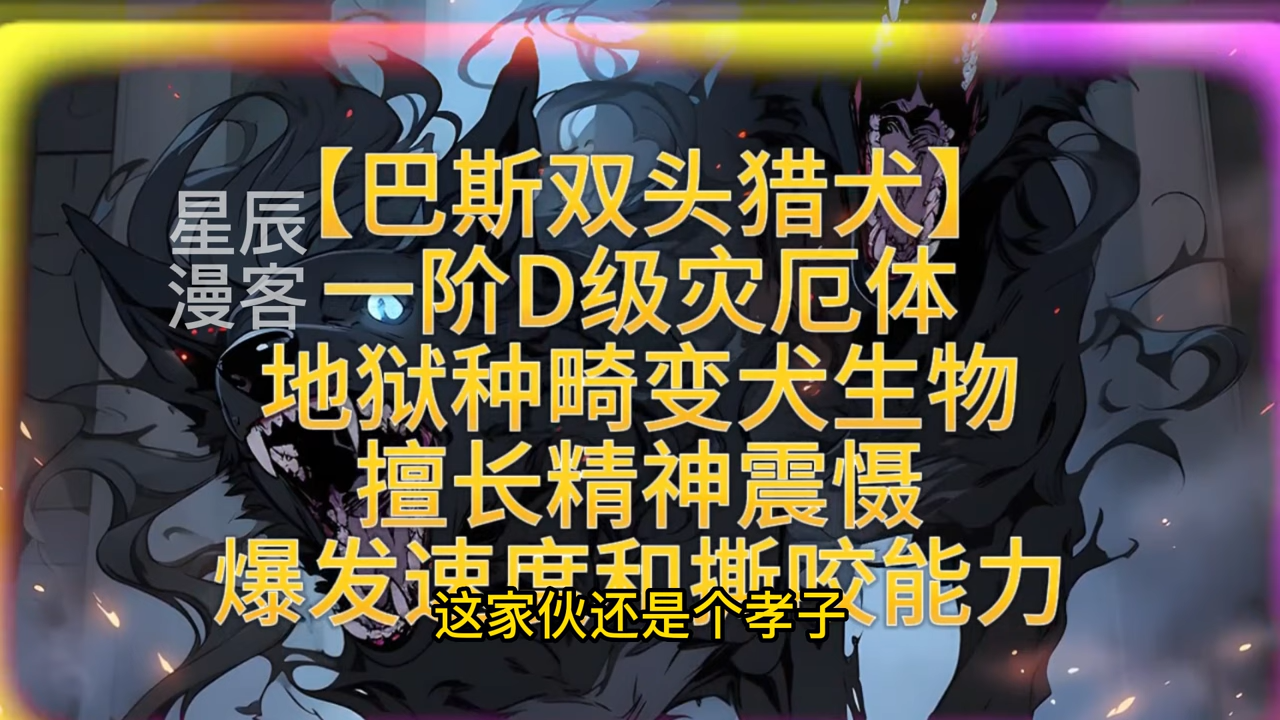 【巴斯双头猎犬】
星辰
漫客
一阶D级灾厄体
地狱种畸变犬生物
擅长精神震慑
爆发速度和撕咬能力
这家伙还是个孝子